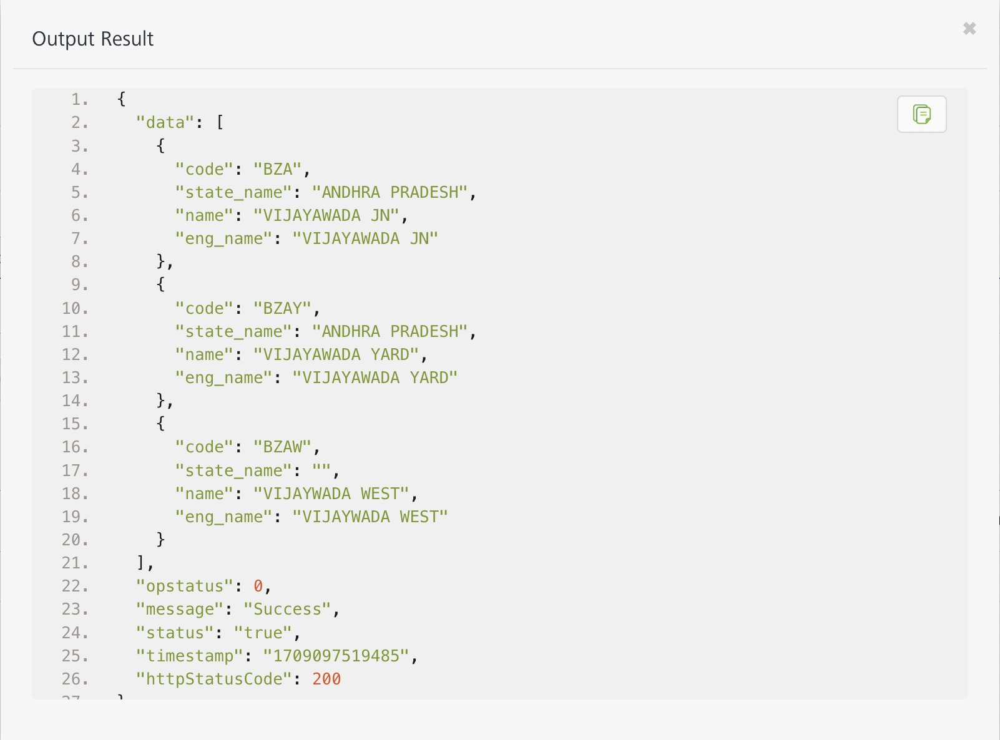 Output Result
1. {
2. "data": [
3. {
4. "code": "BZA",
5. "state_name": "ANDHRA PRADESH",
6. "name": "VIJAYAWADA JN",
7. "eng_name": "VIJAYAWADA JN"
8. },
9. {
10. "code": "BZAY",
11. "state_name": "ANDHRA PRADESH",
12. "name": "VIJAYAWADA YARD",
13. "eng_name": "VIJAYAWADA YARD"
14. },
15. {
16. "code": "BZAW",
17. "state_name": "",
18. "name": "VIJAYWADA WEST",
19. "eng_name": "VIJAYWADA WEST"
20. }
21. ],
22. "opstatus": 0,
23. "message": "Success",
24. "status": "true",
25. "timestamp": "1709097519485",
26. "httpStatusCode": 200
27. }